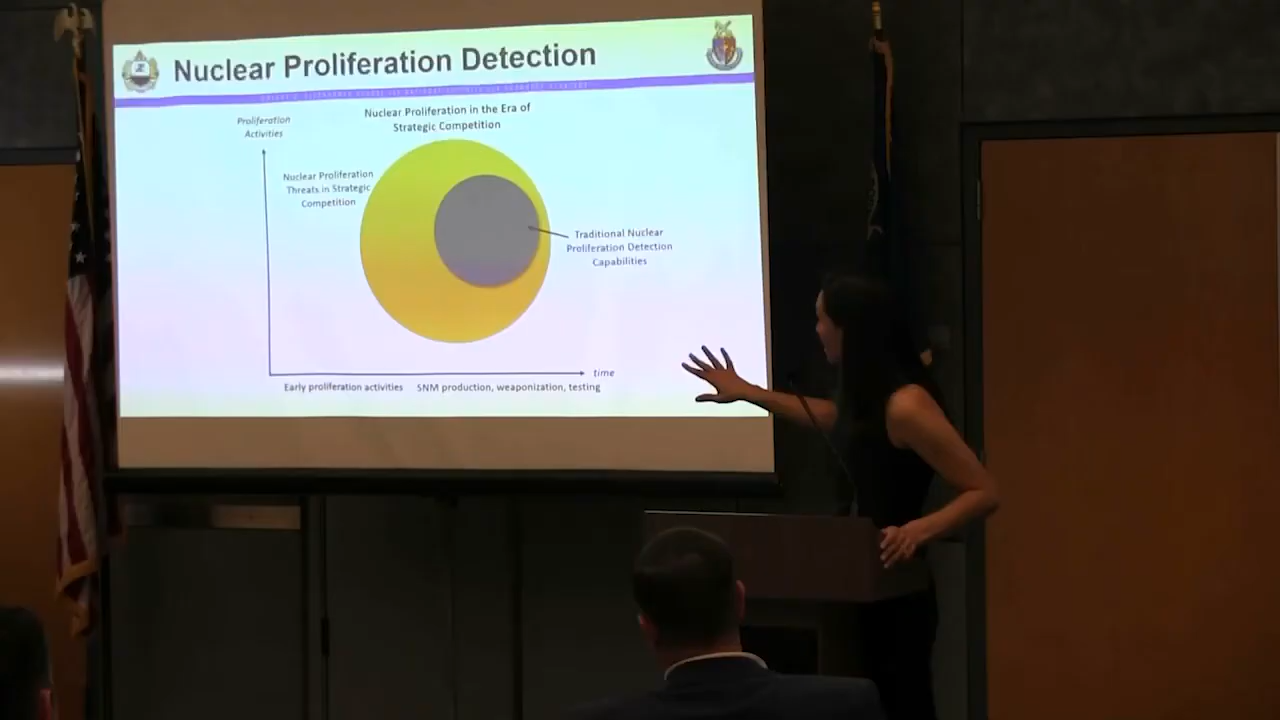 Nuclear Proliferation Detection
Nuclear Proliferation in the Era of
Strategic Competition
Proliferation
Activities
Nuclear Proliferation
Threats in Strategic
Competition
Traditional Nuclear
Proliferation Detection
Capabilities
time
Early proliferation activities SNM production, weaponization, testing